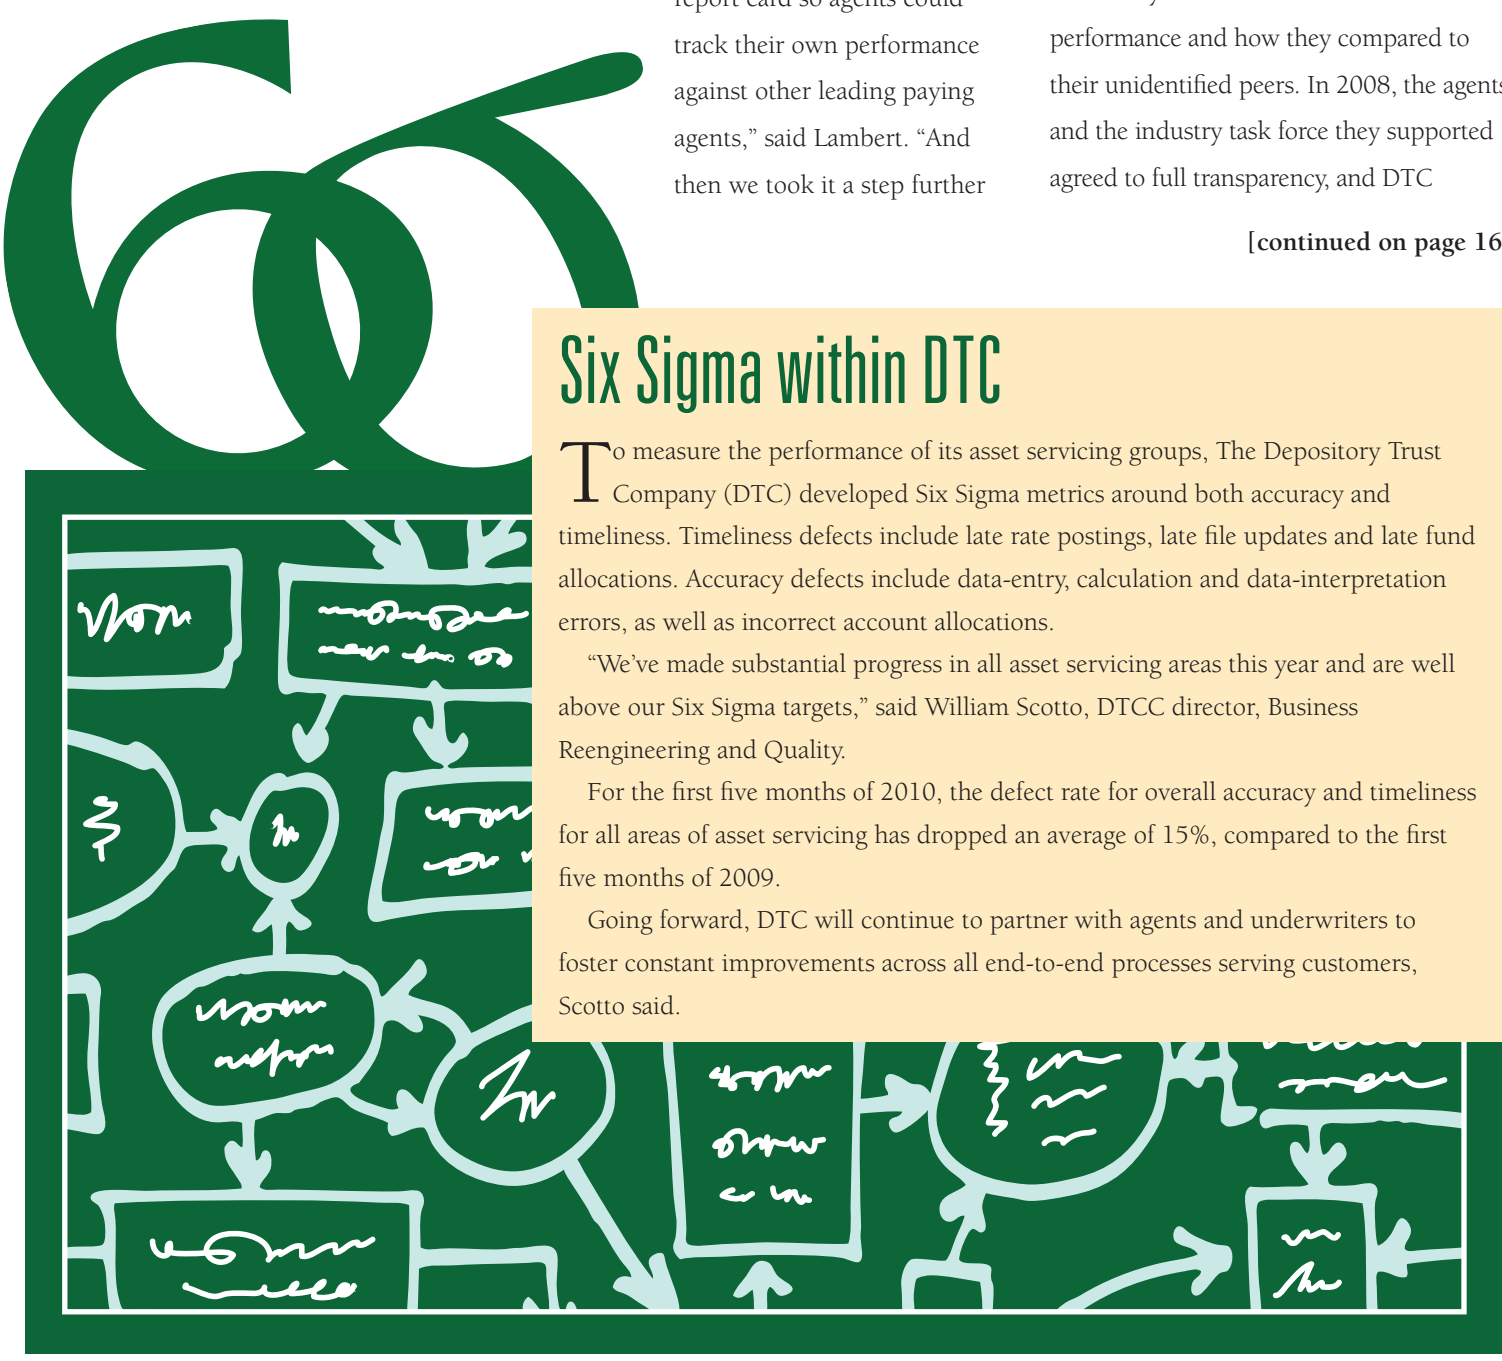 report card so agents could
track their own performance
against other leading paying
agents,” said Lambert. “And
then we took it a step further
performance and how they compared to
their unidentified peers. In 2008, the agents
and the industry task force they supported
agreed to full transparency, and DTC
[continued on page 16
6σ
Six Sigma within DTC
To measure the performance of its asset servicing groups, The Depository Trust
Company (DTC) developed Six Sigma metrics around both accuracy and
timeliness. Timeliness defects include late rate postings, late file updates and late fund
allocations. Accuracy defects include data-entry, calculation and data-interpretation
errors, as well as incorrect account allocations.
“We’ve made substantial progress in all asset servicing areas this year and are well
above our Six Sigma targets,” said William Scotto, DTCC director, Business
Reengineering and Quality.
For the first five months of 2010, the defect rate for overall accuracy and timeliness
for all areas of asset servicing has dropped an average of 15%, compared to the first
five months of 2009.
Going forward, DTC will continue to partner with agents and underwriters to
foster constant improvements across all end-to-end processes serving customers,
Scotto said.